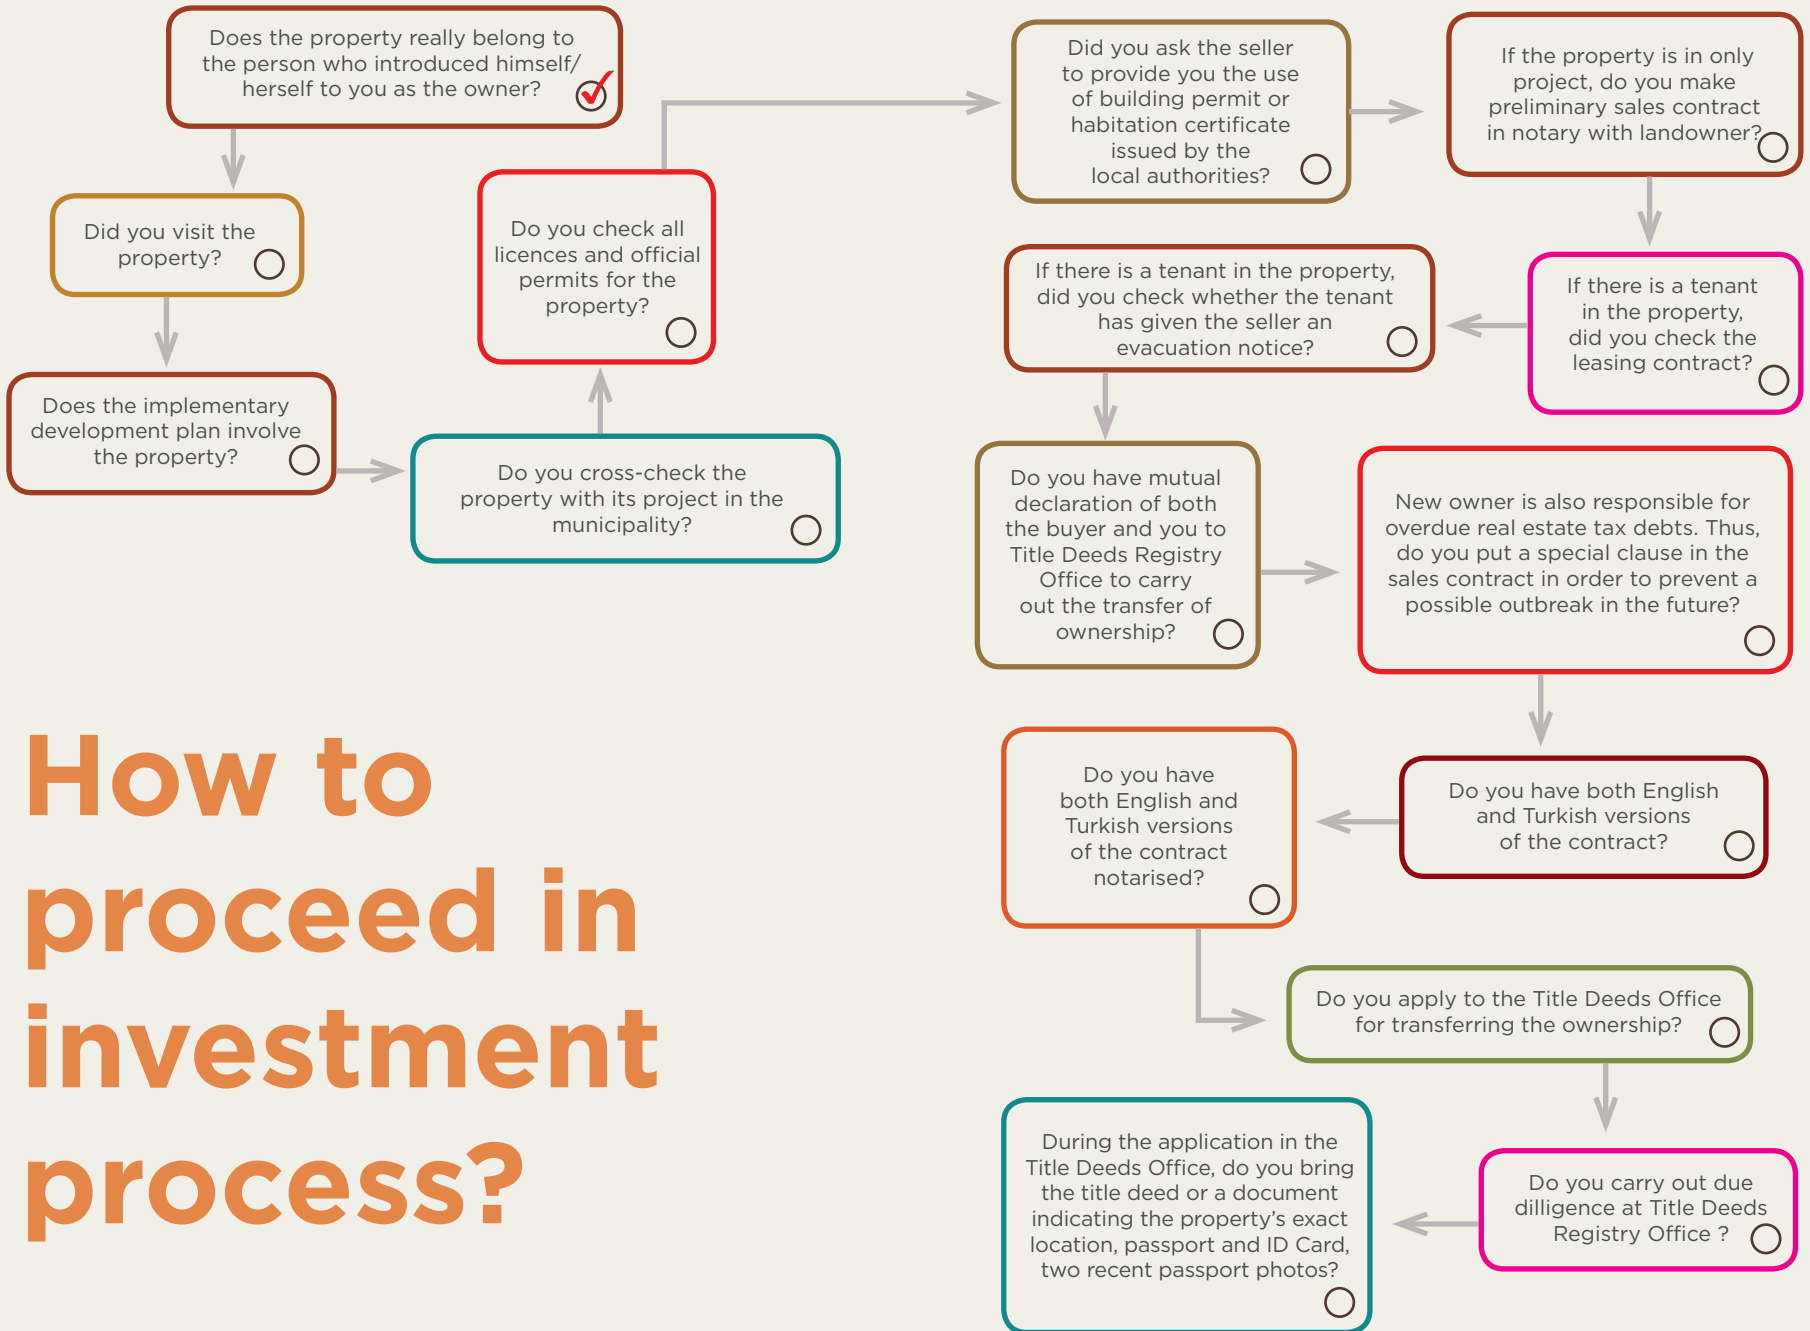 Does the property really belong to
the person who introduced himself/
herself to you as the owner?
Did you visit the
property?
Does the implementary
development plan involve
the property?
Do you cross-check the
property with its project in the
municipality?
Do you check all
licences and official
permits for the
property?
Did you ask the seller
to provide you the use
of building permit or
habitation certificate
issued by the
local authorities?
If the property is in only
project, do you make
preliminary sales contract
in notary with landowner?
If there is a tenant
in the property,
did you check the
leasing contract?
If there is a tenant in the property,
did you check whether the tenant
has given the seller an
evacuation notice?
Do you have mutual
declaration of both
the buyer and you to
Title Deeds Registry
Office to carry
out the transfer of
ownership?
New owner is also responsible for
overdue real estate tax debts. Thus,
do you put a special clause in the
sales contract in order to prevent a
possible outbreak in the future?
Do you have both English
and Turkish versions
of the contract?
Do you have
both English and
Turkish versions
of the contract
notarised?
Do you apply to the Title Deeds Office
for transferring the ownership?
Do you carry out due
dilligence at Title Deeds
Registry Office ?
During the application in the
Title Deeds Office, do you bring
the title deed or a document
indicating the property’s exact
location, passport and ID Card,
two recent passport photos?
How to
proceed in
investment
process?